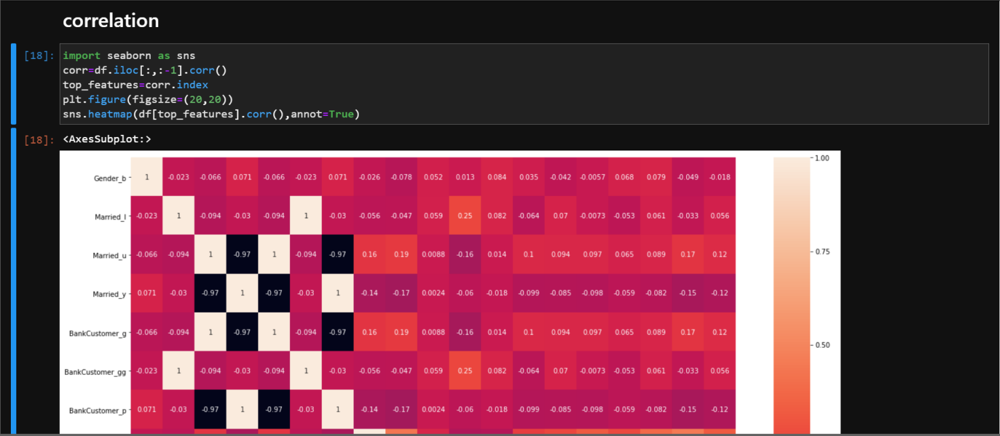 correlation
[18]: import seaborn as sns
corr=df.iloc[:,:-1].corr()
top_features=corr.index
plt.figure(figsize=(20,20))
sns.heatmap(df[top_features].corr(),annot=True)
[18]: <AxesSubplot:>
Gender_b 1 -0.023 -0.066 0.071 -0.066 -0.023 0.071 -0.026 -0.078 0.052 0.013 0.084 0.035 -0.042 -0.0057 0.068 0.079 -0.049 -0.018
1.00
Married_l -0.023 1 -0.094 -0.03 -0.094 1 -0.03 -0.056 -0.047 0.059 0.25 0.082 -0.064 0.07 -0.0073 -0.053 0.061 -0.033 0.056
Married_u -0.066 -0.094 1 -0.97 1 -0.094 -0.97 0.16 0.19 0.0088 -0.16 0.014 0.1 0.094 0.097 0.065 0.089 0.17 0.12
0.75
Married_y 0.071 -0.03 -0.97 1 -0.97 -0.03 1 -0.14 -0.17 0.0024 -0.06 -0.018 -0.099 -0.085 -0.098 -0.059 -0.082 -0.15 -0.12
BankCustomer_g -0.066 -0.094 1 -0.97 1 -0.094 -0.97 0.16 0.19 0.0088 -0.16 0.014 0.1 0.094 0.097 0.065 0.089 0.17 0.12
0.50
BankCustomer_gg -0.023 1 -0.094 -0.03 -0.094 1 -0.03 -0.056 -0.047 0.059 0.25 0.082 -0.064 0.07 -0.0073 -0.053 0.061 -0.033 0.056
BankCustomer_p 0.071 -0.03 -0.97 1 -0.97 -0.03 1 -0.14 -0.17 0.0024 -0.06 -0.018 -0.099 -0.085 -0.098 -0.059 -0.082 -0.15 -0.12